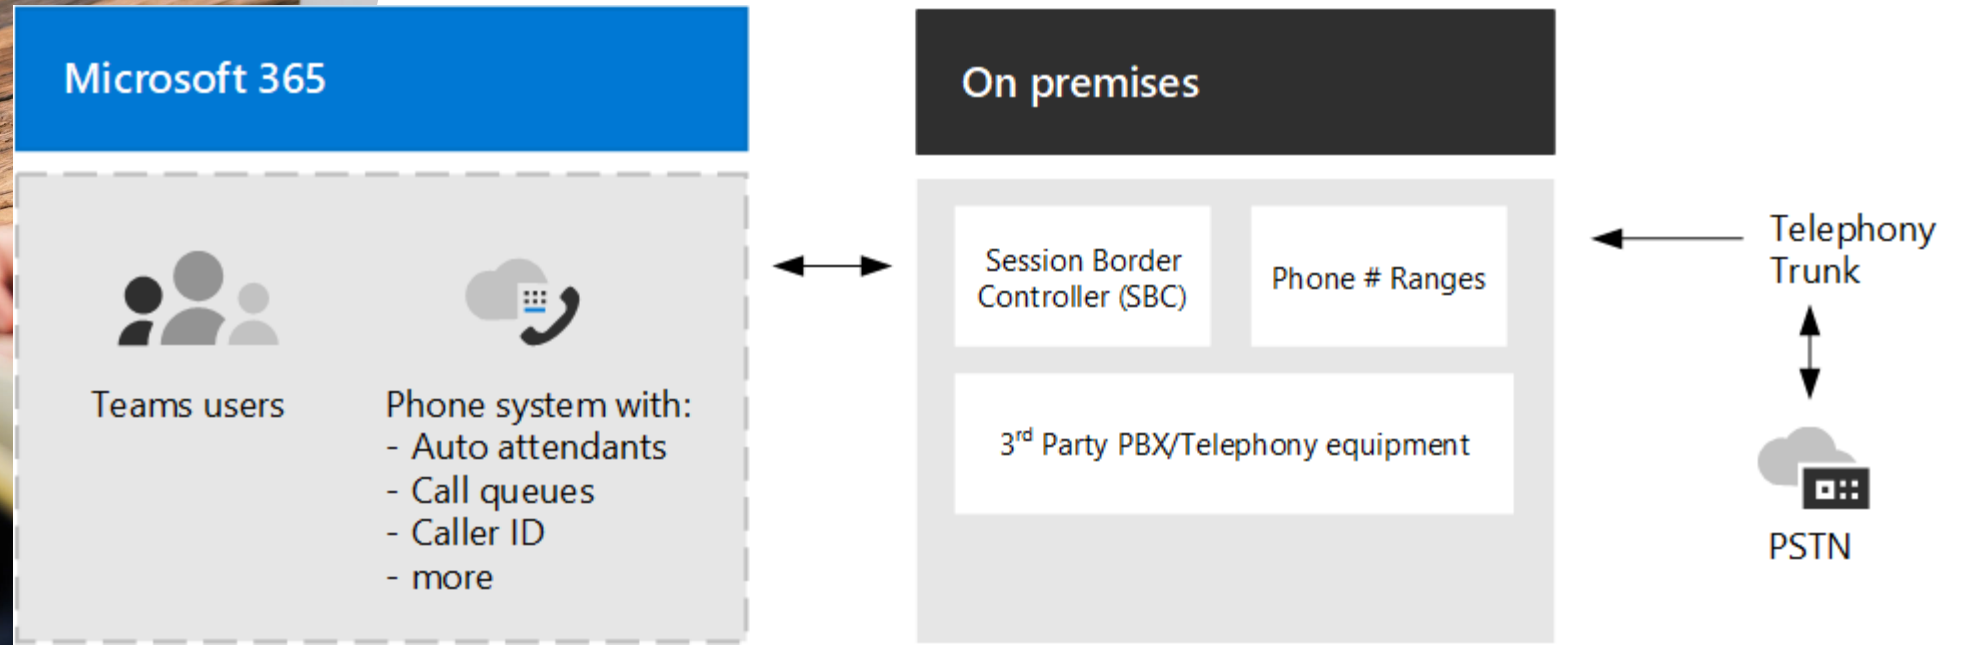 Microsoft 365
On premises
Teams users
Phone system with:
- Auto attendants
- Call queues
- Caller ID
- more
Session Border
Controller (SBC)
Phone # Ranges
3rd Party PBX/Telephony equipment
Telephony
Trunk
PSTN